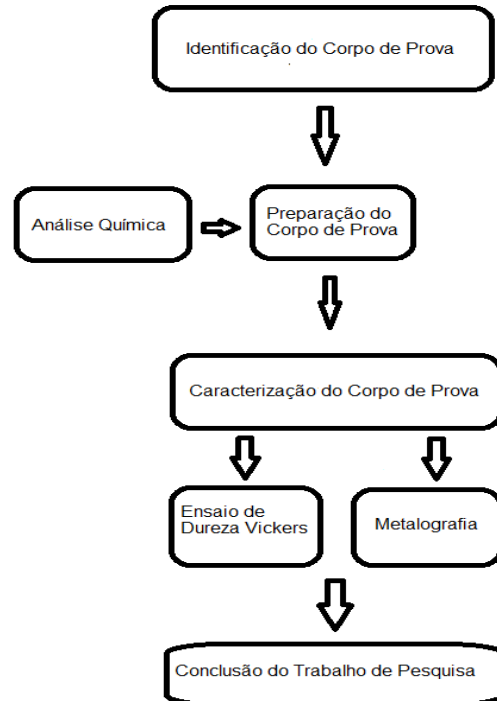 Identificação do Corpo de Prova
Análise Química
Preparação do
Corpo de Prova
Caracterização do Corpo de Prova
Ensaio de
Dureza Vickers
Metalografia
Conclusão do Trabalho de Pesquisa